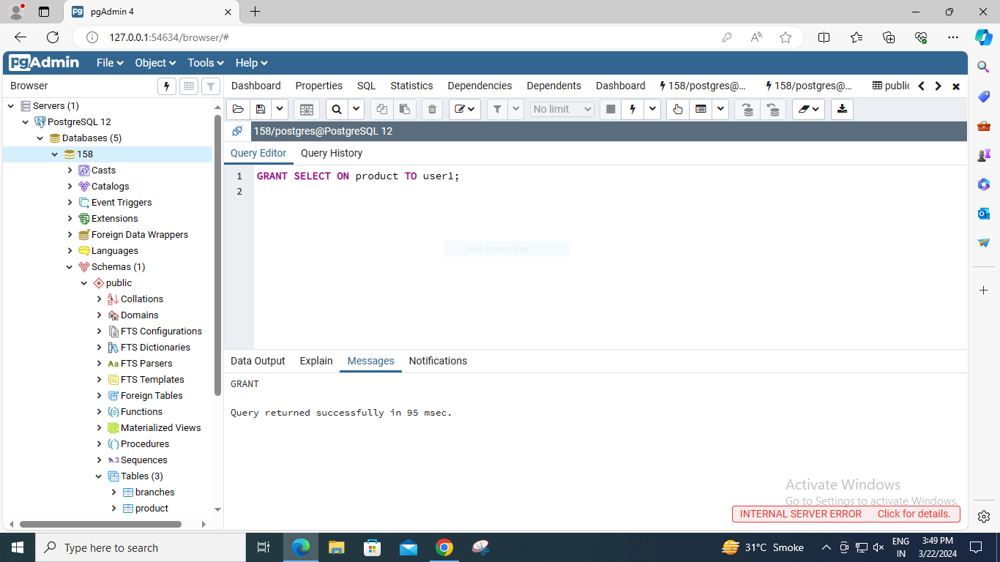 pgAdmin 4
127.0.0.1:54634/browser/#
pgAdmin File Object Tools Help
Browser
Dashboard Properties SQL Statistics Dependencies Dependents Dashboard 158/postgres@... 158/postgres@... public
Servers (1)
PostgreSQL 12
Databases (5)
158
Casts
Catalogs
Event Triggers
Extensions
Foreign Data Wrappers
Languages
Schemas (1)
public
Collations
Domains
FTS Configurations
FTS Dictionaries
Aa FTS Parsers
FTS Templates
Foreign Tables
Functions
Materialized Views
Procedures
1..3 Sequences
Tables (3)
branches
product
No limit
158/postgres@PostgreSQL 12
Query Editor Query History
1 GRANT SELECT ON product TO user1;
2
Full-screen Snip
Data Output Explain Messages Notifications
GRANT
Query returned successfully in 95 msec.
Activate Windows
Go to Settings to activate Windows.
INTERNAL SERVER ERROR Click for details.
Type here to search
31°C Smoke
ENG
IN
3:49 PM
3/22/2024